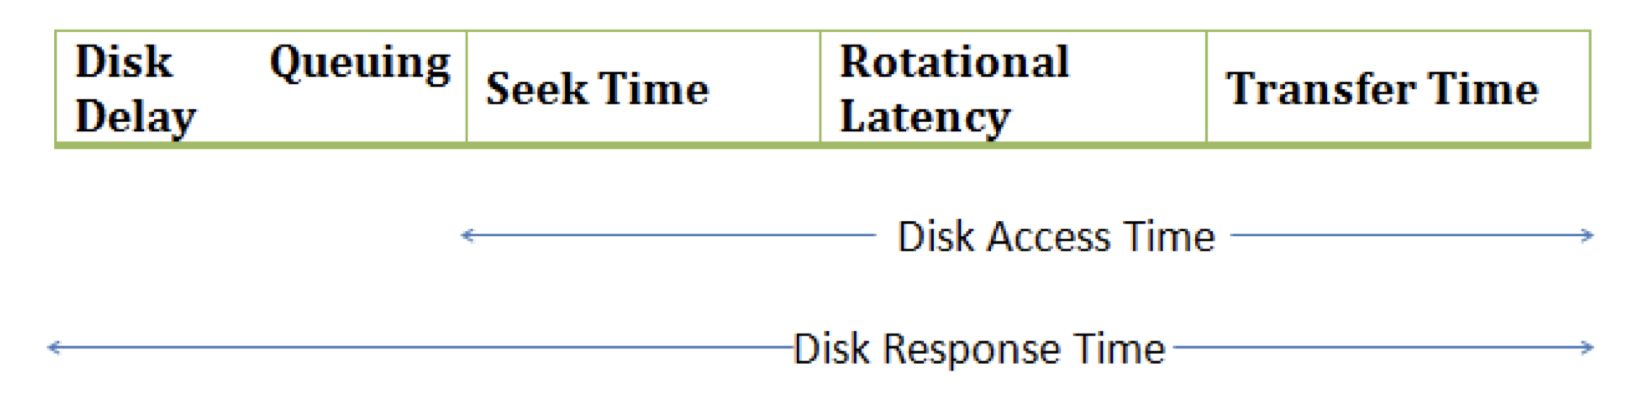 Disk Queuing
Delay
Seek Time
Rotational
Latency
Transfer Time
Disk Access Time
Disk Response Time